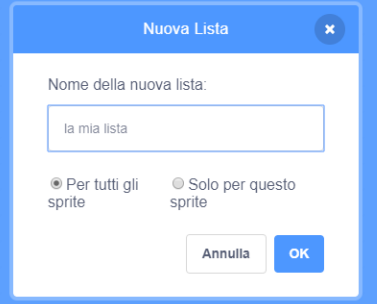 Nuova Lista
Nome della nuova lista:
la mia lista
Per tutti gli sprite
Solo per questo sprite
Annulla
OK